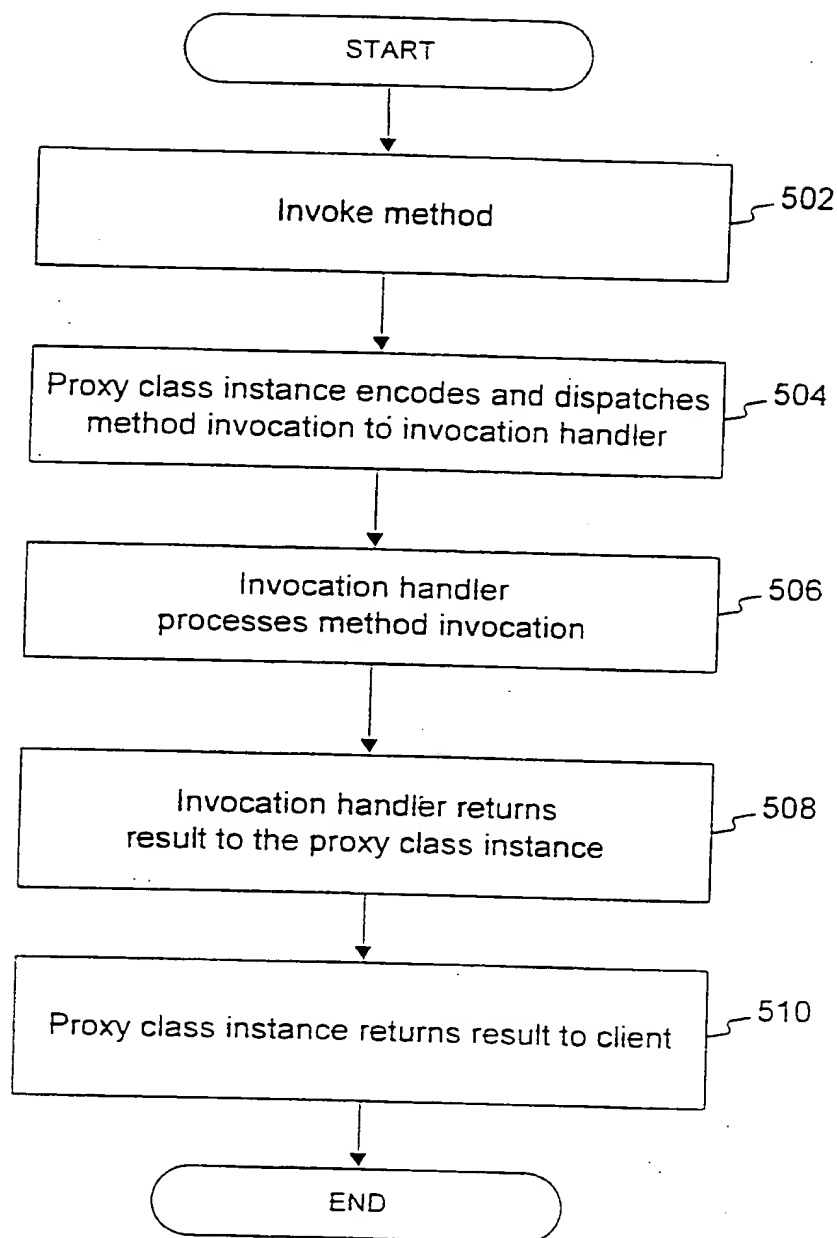 START
Invoke method
502
Proxy class instance encodes and dispatches
method invocation to invocation handler
504
Invocation handler
processes method invocation
506
Invocation handler returns
result to the proxy class instance
508
Proxy class instance returns result to client
510
END